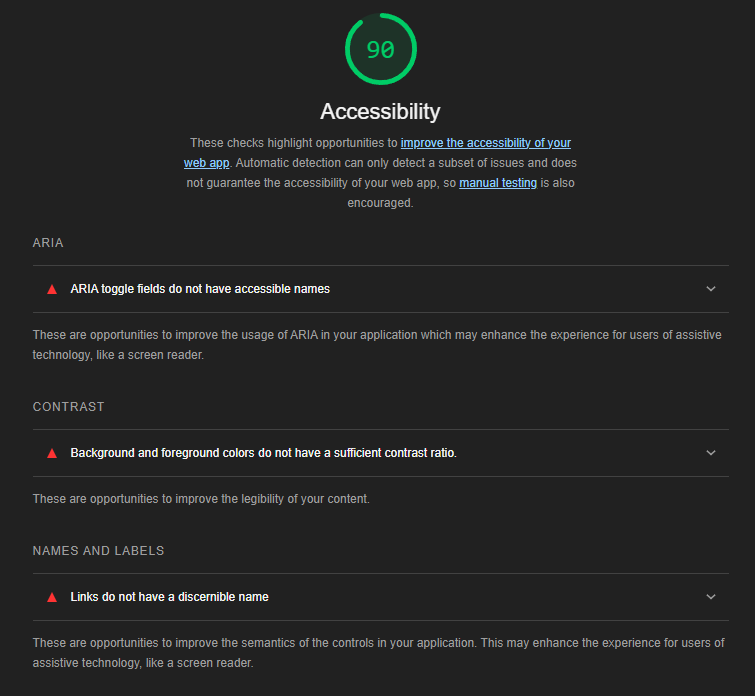 90
Accessibility
These checks highlight opportunities to improve the accessibility of your
web app. Automatic detection can only detect a subset of issues and does
not guarantee the accessibility of your web app, so manual testing is also
encouraged.
ARIA
ARIA toggle fields do not have accessible names
These are opportunities to improve the usage of ARIA in your application which may enhance the experience for users of assistive
technology, like a screen reader.
CONTRAST
Background and foreground colors do not have a sufficient contrast ratio.
These are opportunities to improve the legibility of your content.
NAMES AND LABELS
Links do not have a discernible name
These are opportunities to improve the semantics of the controls in your application. This may enhance the experience for users of
assistive technology, like a screen reader.